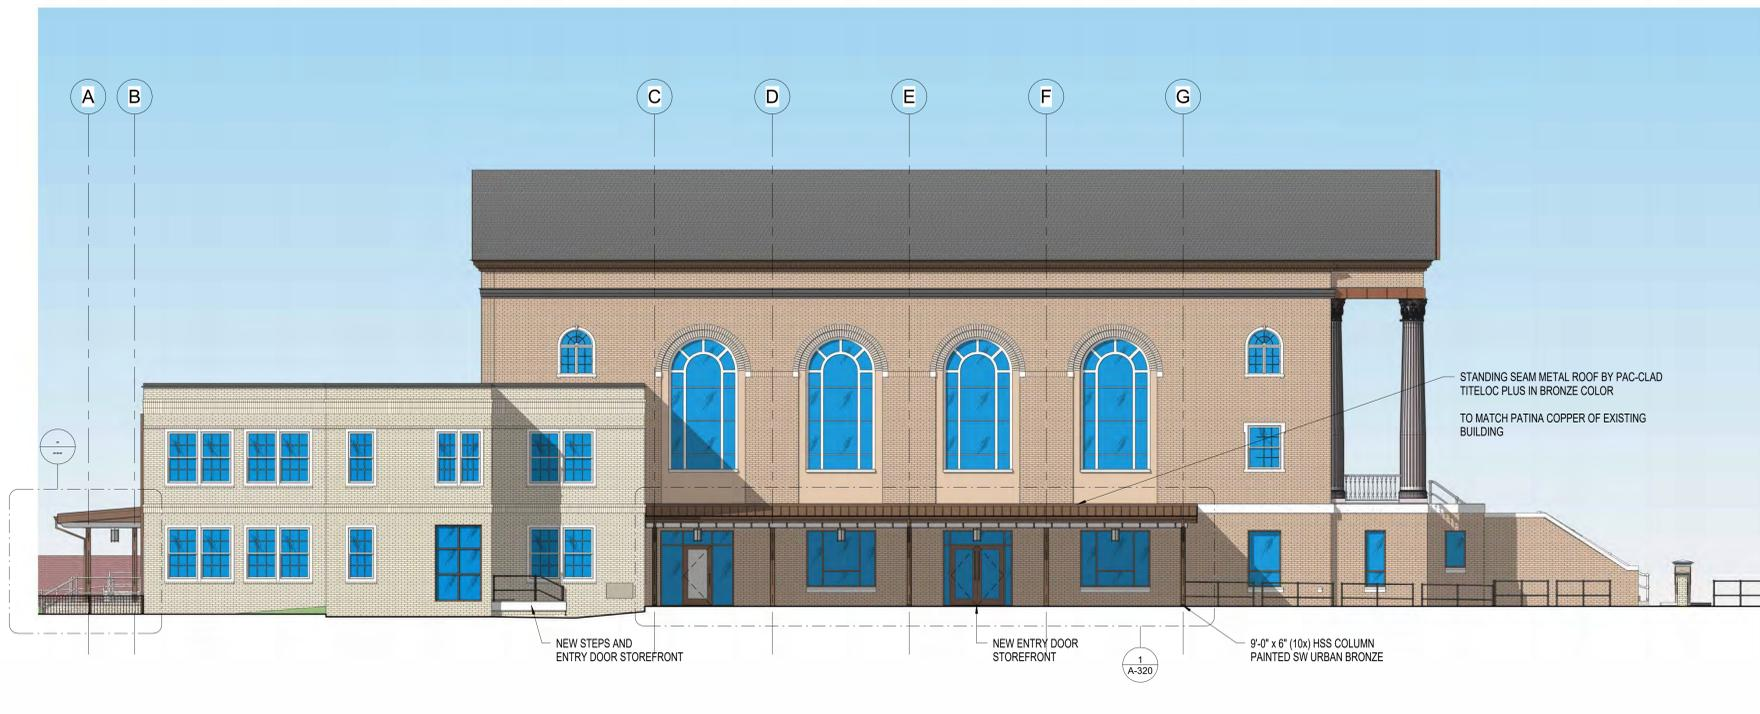 A
B
C
D
E
F
G
STANDING SEAM METAL ROOF BY PAC-CLAD
TITELOC PLUS IN BRONZE COLOR
TO MATCH PATINA COPPER OF EXISTING
BUILDING
-
---
NEW STEPS AND
ENTRY DOOR STOREFRONT
NEW ENTRY DOOR
STOREFRONT
1
A-320
9'-0" x 6" (10x) HSS COLUMN
PAINTED SW URBAN BRONZE